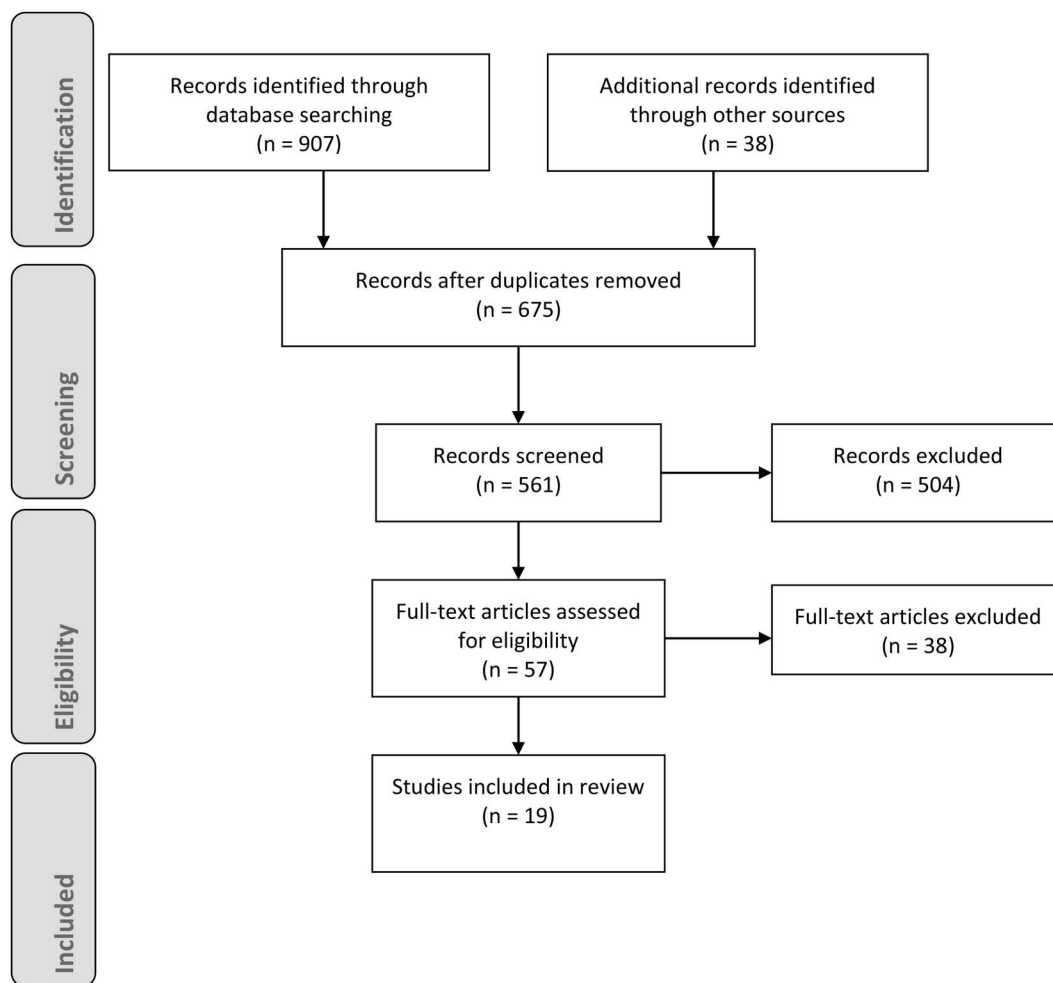 Identification
Records identified through
database searching
(n = 907)
Additional records identified
through other sources
(n = 38)
Screening
Records after duplicates removed
(n = 675)
Records screened
(n = 561)
Records excluded
(n = 504)
Eligibility
Full-text articles assessed
for eligibility
(n = 57)
Full-text articles excluded
(n = 38)
Included
Studies included in review
(n = 19)